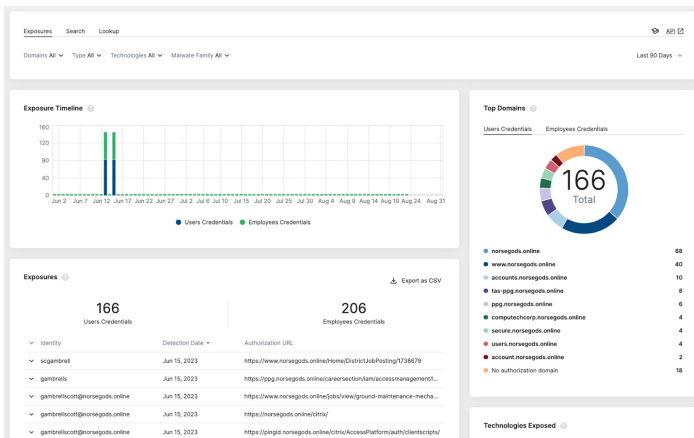 Exposures Search Lookup API
Domains All Type All Technologies All Malware Family All Last 90 Days
Exposure Timeline
160
120
80
40
0
Jun 2 Jun 7 Jun 12 Jun 17 Jun 22 Jun 27 Jul 2 Jul 6 Jul 10 Jul 15 Jul 20 Jul 25 Jul 30 Aug 4 Aug 9 Aug 14 Aug 19 Aug 24 Aug 31
Users Credentials Employees Credentials
Top Domains
Users Credentials Employees Credentials
166
Total
norsegods.online 68
www.norsegods.online 40
accounts.norsegods.online 10
tas-ppg.norsegods.online 8
ppg.norsegods.online 6
computechcorp.norsegods.online 4
secure.norsegods.online 4
users.norsegods.online 4
account.norsegods.online 2
No authorization domain 18
Exposures Export as CSV
166 206
Users Credentials Employees Credentials
Identity Detection Date Authorization URL
scgambrell Jun 15, 2023 https://www.norsegods.online/Home/DistrictJobPosting/1738679
gambrells Jun 15, 2023 https://ppg.norsegods.online/careersection/iam/accessmanagement/l...
gambrellscott@norsegods.online Jun 15, 2023 https://www.norsegods.online/jobs/view/ground-maintenance-mecha...
gambrellscott@norsegods.online Jun 15, 2023 https://norsegods.online/citrix/
gambrellscott@norsegods.online Jun 15, 2023 https://pingid.norsegods.online/citrix/AccessPlatform/auth/clientscripts/
Technologies Exposed